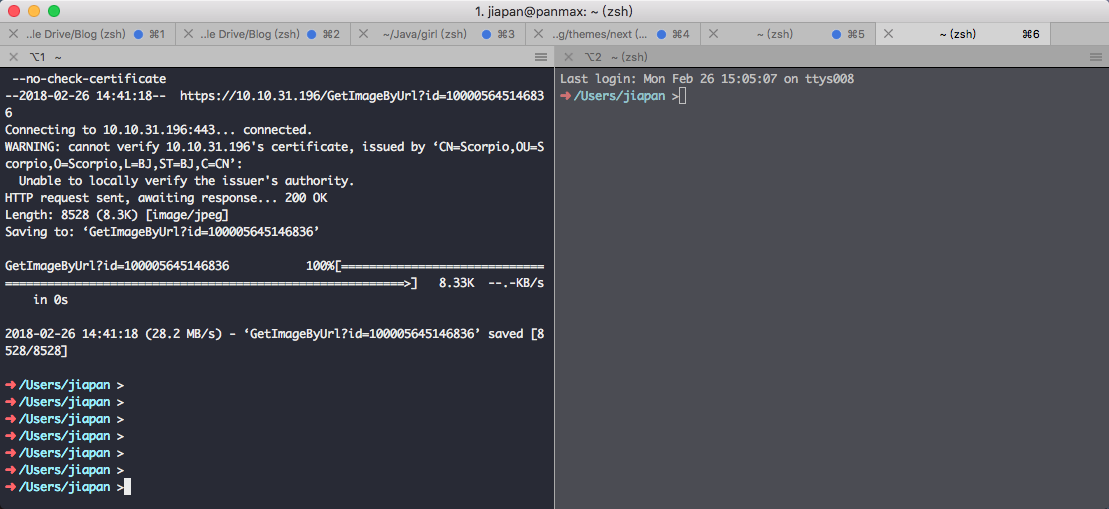 1. jiapan@panmax: ~ (zsh)
..le Drive/Blog (zsh) ⌘1
..le Drive/Blog (zsh) ⌘2
~/Java/girl (zsh) ⌘3
..g/themes/next (... ⌘4
~ (zsh) ⌘5
~ (zsh) ⌘6
⌥1 ~
--no-check-certificate
--2018-02-26 14:41:18-- https://10.10.31.196/GetImageByUrl?id=10000564514683
6
Connecting to 10.10.31.196:443... connected.
WARNING: cannot verify 10.10.31.196's certificate, issued by ‘CN=Scorpio,OU=S
corpio,O=Scorpio,L=BJ,ST=BJ,C=CN’:
Unable to locally verify the issuer's authority.
HTTP request sent, awaiting response... 200 OK
Length: 8528 (8.3K) [image/jpeg]
Saving to: ‘GetImageByUrl?id=100005645146836’
GetImageByUrl?id=100005645146836 100%[=============================
=========================================================>] 8.33K --.-KB/s
in 0s
2018-02-26 14:41:18 (28.2 MB/s) - ‘GetImageByUrl?id=100005645146836’ saved [8
528/8528]
➜ /Users/jiapan >
➜ /Users/jiapan >
➜ /Users/jiapan >
➜ /Users/jiapan >
➜ /Users/jiapan >
➜ /Users/jiapan >
➜ /Users/jiapan >
⌥2 ~ (zsh)
Last login: Mon Feb 26 15:05:07 on ttys008
➜ /Users/jiapan >